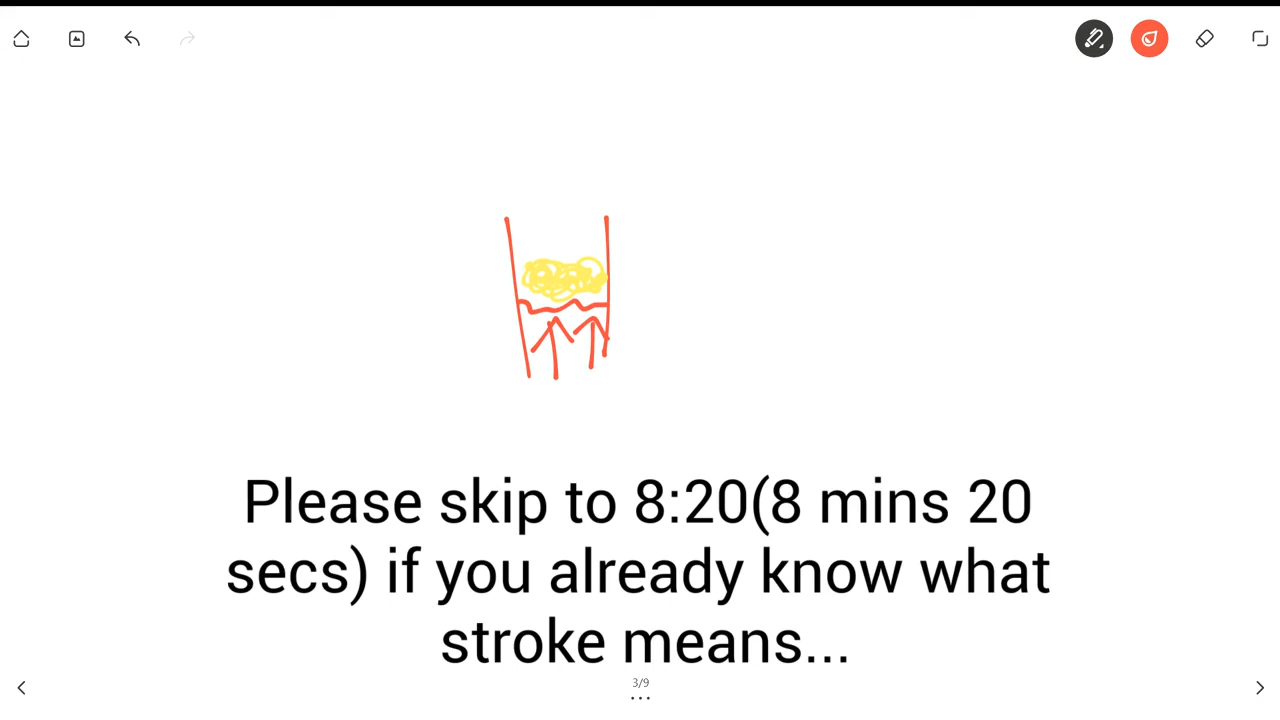 Please skip to 8:20(8 mins 20
secs) if you already know what
stroke means...
3/9